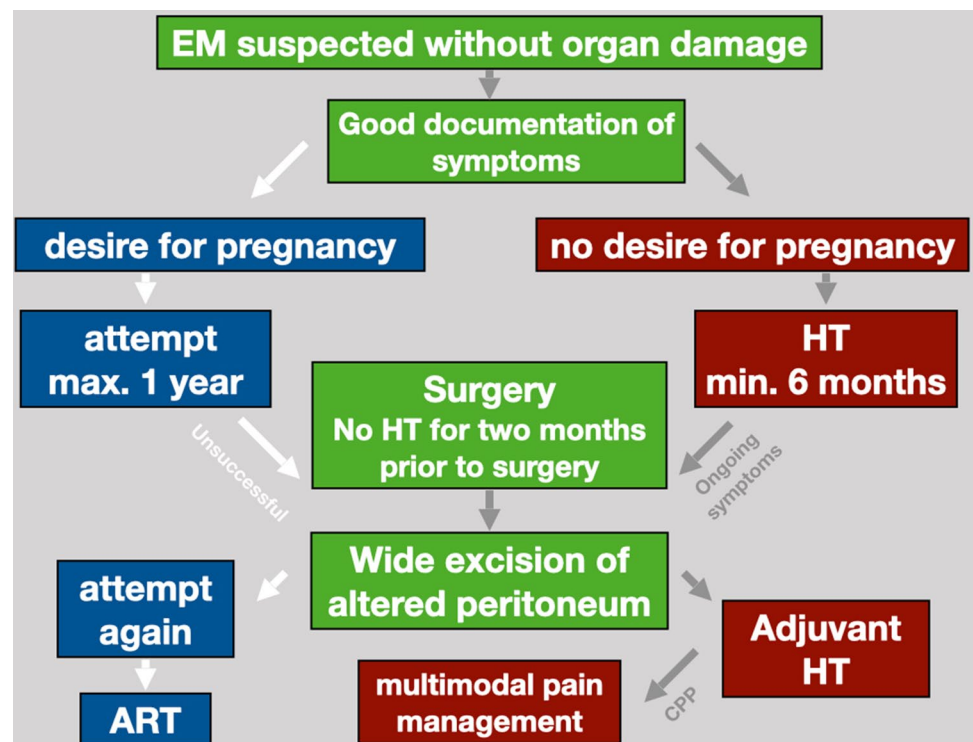 EM suspected without organ damage
Good documentation of
symptoms
desire for pregnancy
no desire for pregnancy
attempt
max. 1 year
HT
min. 6 months
Surgery
No HT for two months
prior to surgery
Unsuccessful
Ongoing
symptoms
Wide excision of
altered peritoneum
attempt
again
Adjuvant
HT
multimodal pain
management
CPP
ART